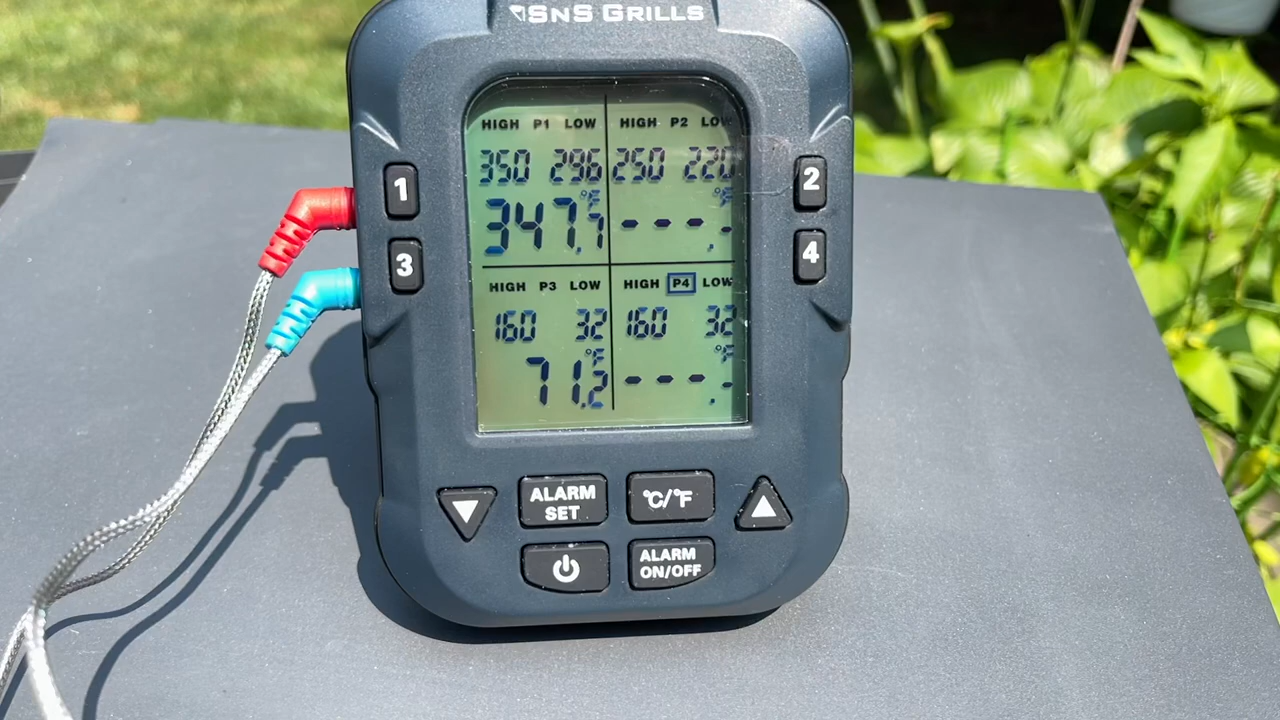 SNS GRILLS
HIGH P1 LOW HIGH P2 LOW
350 296 250 220
°F °F
347.7 ---.-
1 2
3 4
HIGH P3 LOW HIGH P4 LOW
160 32 160 32
°F °F
71.2 ---.-
ALARM SET °C/°F
ALARM ON/OFF